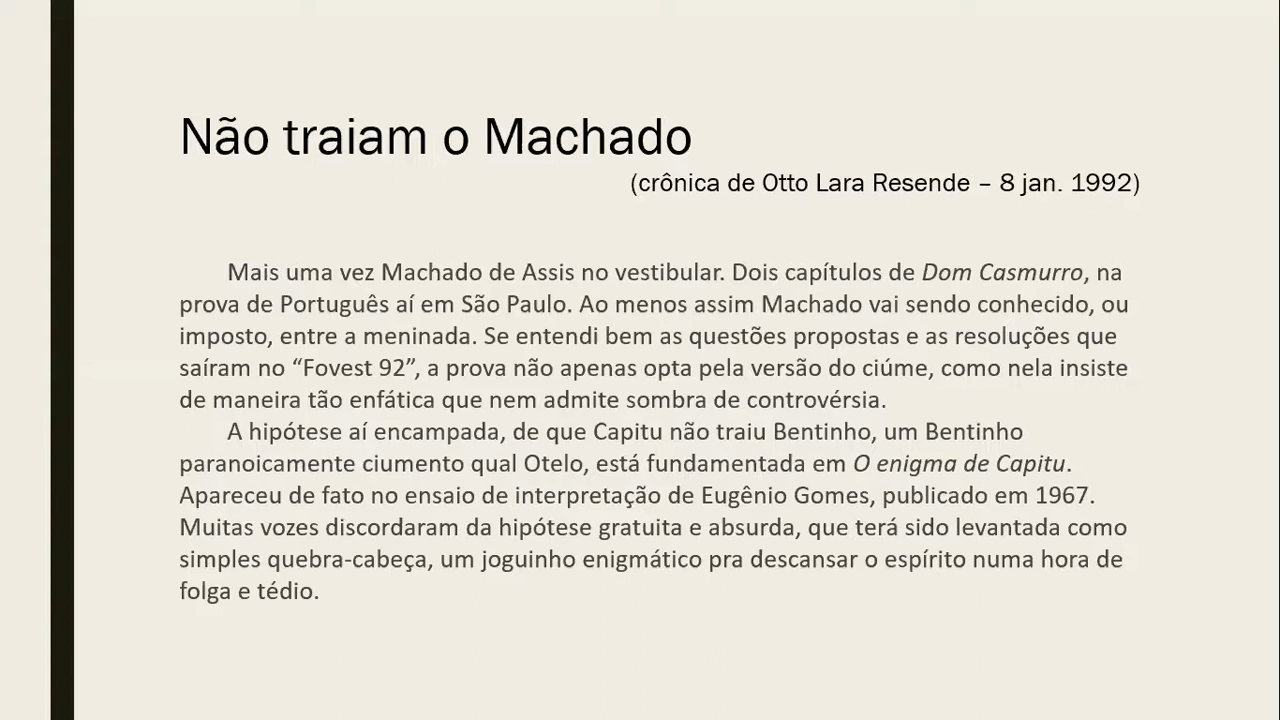 Não traiam o Machado
(crônica de Otto Lara Resende – 8 jan. 1992)
Mais uma vez Machado de Assis no vestibular. Dois capítulos de Dom Casmurro, na
prova de Português aí em São Paulo. Ao menos assim Machado vai sendo conhecido, ou
imposto, entre a meninada. Se entendi bem as questões propostas e as resoluções que
saíram no “Fovest 92”, a prova não apenas opta pela versão do ciúme, como nela insiste
de maneira tão enfática que nem admite sombra de controvérsia.
A hipótese aí encampada, de que Capitu não traiu Bentinho, um Bentinho
paranoicamente ciumento qual Otelo, está fundamentada em O enigma de Capitu.
Apareceu de fato no ensaio de interpretação de Eugênio Gomes, publicado em 1967.
Muitas vozes discordaram da hipótese gratuita e absurda, que terá sido levantada como
simples quebra-cabeça, um joguinho enigmático pra descansar o espírito numa hora de
folga e tédio.